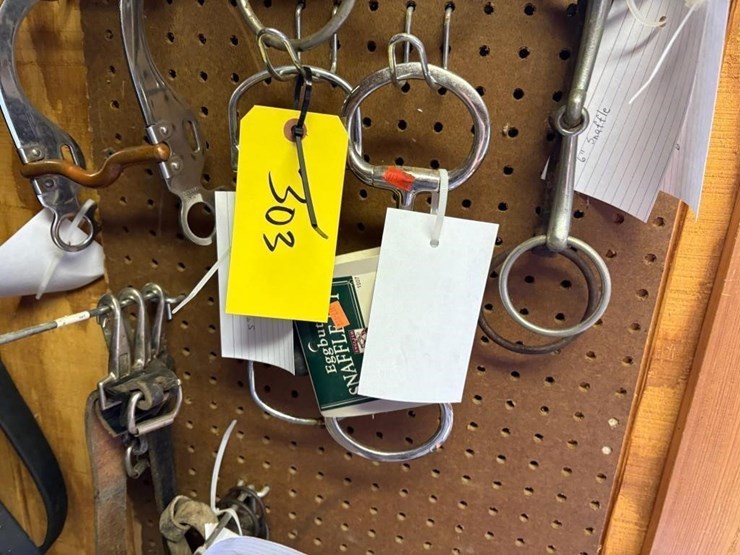 303
6" Snaffle
Eggbutt
SNAFFLE